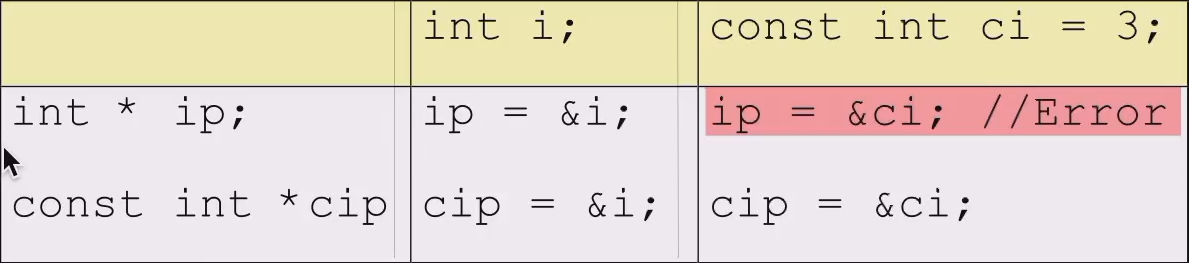 int i; const int ci = 3;
int * ip; ip = &i; ip = &ci; //Error
const int *cip cip = &i; cip = &ci;